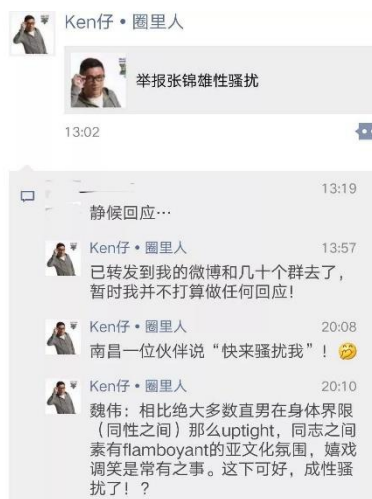 Ken仔•圈里人
举报张锦雄性骚扰
13:02
13:19
静候回应…
Ken仔•圈里人
13:57
已转发到我的微博和几十个群去了，
暂时我并不打算做任何回应！
Ken仔•圈里人
20:08
南昌一位伙伴说“快来骚扰我”！🤣
Ken仔•圈里人
20:10
魏伟：相比绝大多数直男在身体界限
（同性之间）那么uptight，同志之间
素有flamboyant的亚文化氛围，嬉戏
调笑是常有之事。这下可好，成性骚
扰了！？